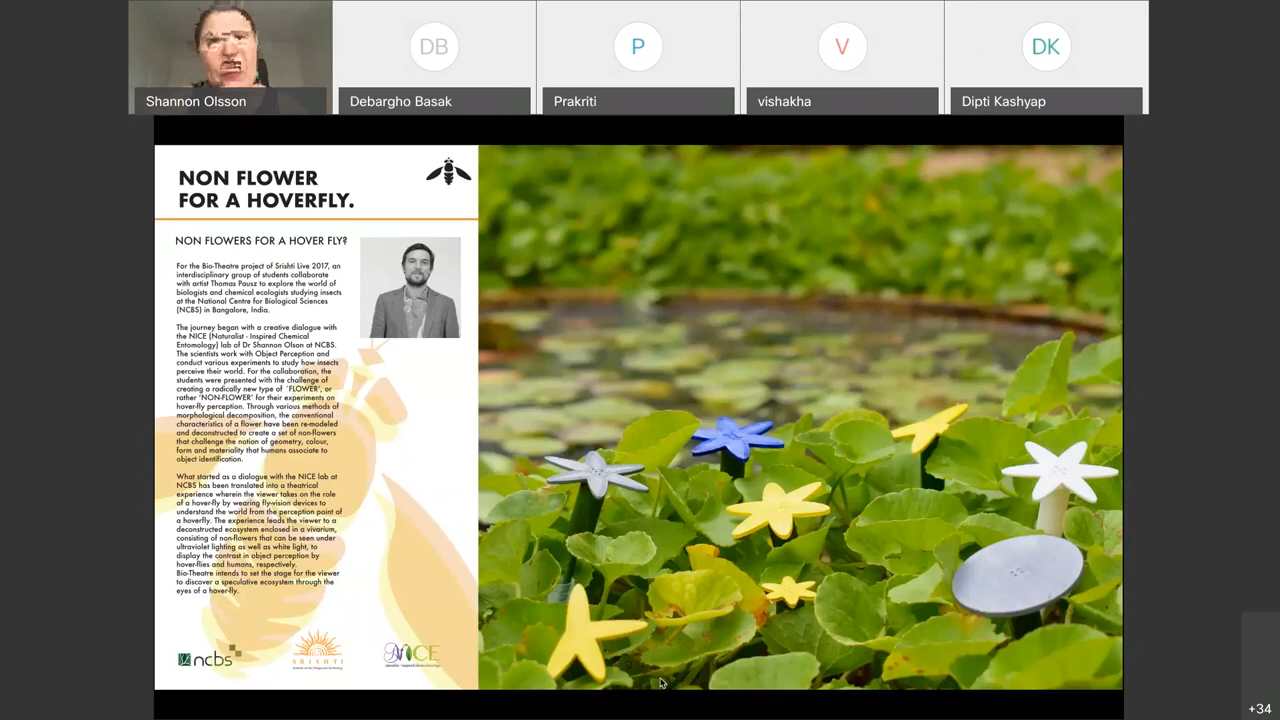 DB
P
V
DK
Shannon Olsson
Debargho Basak
Prakriti
vishakha
Dipti Kashyap
NON FLOWER
FOR A HOVERFLY.
NON FLOWERS FOR A HOVER FLY?
For the Bio-Theatre project of Srishti Live 2017, an
interdisciplinary group of students collaborate
with artist Thomas Pausz to explore the world of
biologists and chemical ecologists studying insects
at the National Centre for Biological Sciences
(NCBS) in Bangalore, India.
The journey began with a creative dialogue with
the NICE (Naturalist - Inspired Chemical
Entomology) lab of Dr Shannon Olson at NCBS.
The scientists work with Object Perception and
conduct various experiments to study how insects
perceive their world. For the collaboration, the
students were presented with the challenge of
creating a radically new type of `FLOWER', or
rather 'NON-FLOWER' for their experiments on
hover-fly perception. Through various methods of
morphological decomposition, the conventional
characteristics of a flower have been re-modeled
and deconstructed to create a set of non-flowers
that challenge the notion of geometry, colour,
form and materiality that humans associate to
object identification.
What started as a dialogue with the NICE lab at
NCBS has been translated into a theatrical
experience wherein the viewer takes on the role
of a hover-fly by wearing fly-vision devices to
understand the world from the perception point of
a hoverfly. The experience leads the viewer to a
deconstructed ecosystem enclosed in a vivarium,
consisting of non-flowers that can be seen under
ultraviolet lighting as well as white light, to
display the contrast in object perception by
hover-flies and humans, respectively.
Bio-Theatre intends to set the stage for the viewer
to discover a speculative ecosystem through the
eyes of a hover-fly.
ncbs
SRISHTI
NICE
+34